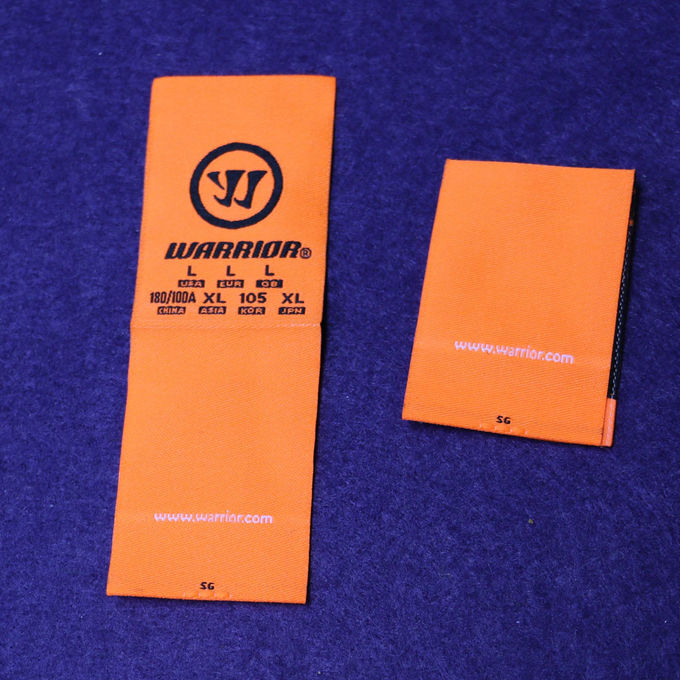 W
WARRIOR®
L L L
USA EUR GB
180/100A XL 105 XL
CHINA ASIA KOR JPN
www.warrior.com
SG
www.warrior.com
SG